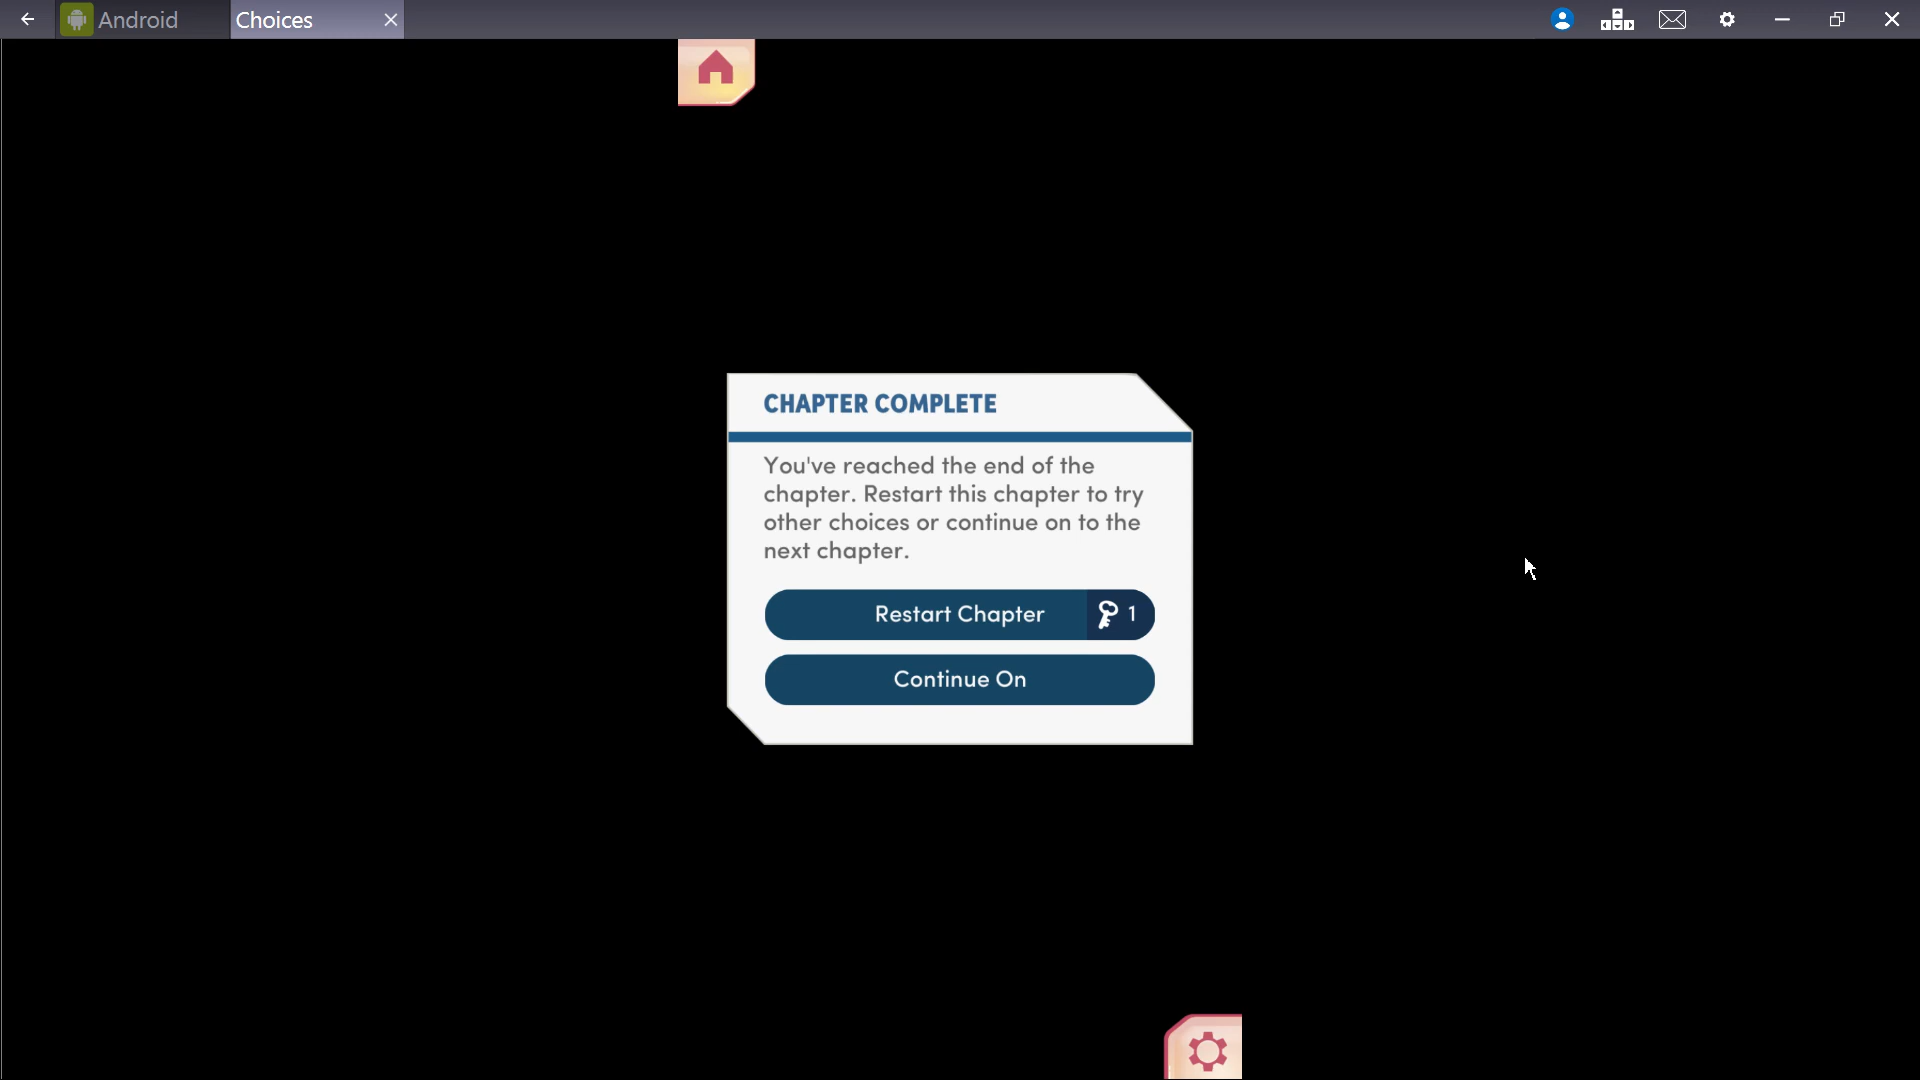 Android
Choices
CHAPTER COMPLETE
You've reached the end of the
chapter. Restart this chapter to try
other choices or continue on to the
next chapter.
Restart Chapter 1
Continue On